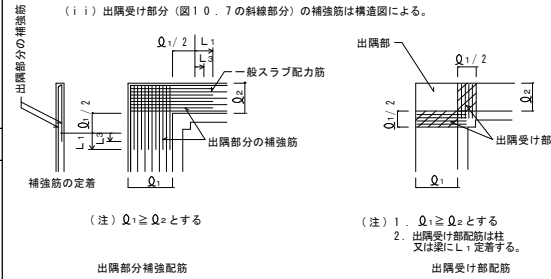 (ii) 出隅受け部分(図10.7の斜線部分)の補強筋は構造図による。
出隅部分の補強筋
ℓ1/2
L1
L3
一般スラブ配力筋
ℓ2
ℓ1/2
L1
L3
出隅部分の補強筋
補強筋の定着
ℓ1
(注) ℓ1≧ℓ2とする
出隅部分補強配筋
出隅部
ℓ1/2
ℓ2
ℓ1/2
出隅受け部
ℓ1
(注) 1. ℓ1≧ℓ2とする
2. 出隅受け部配筋は柱
又は梁にL1定着する。
出隅受け部配筋